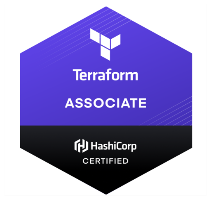 Terraform
ASSOCIATE
HashiCorp
CERTIFIED